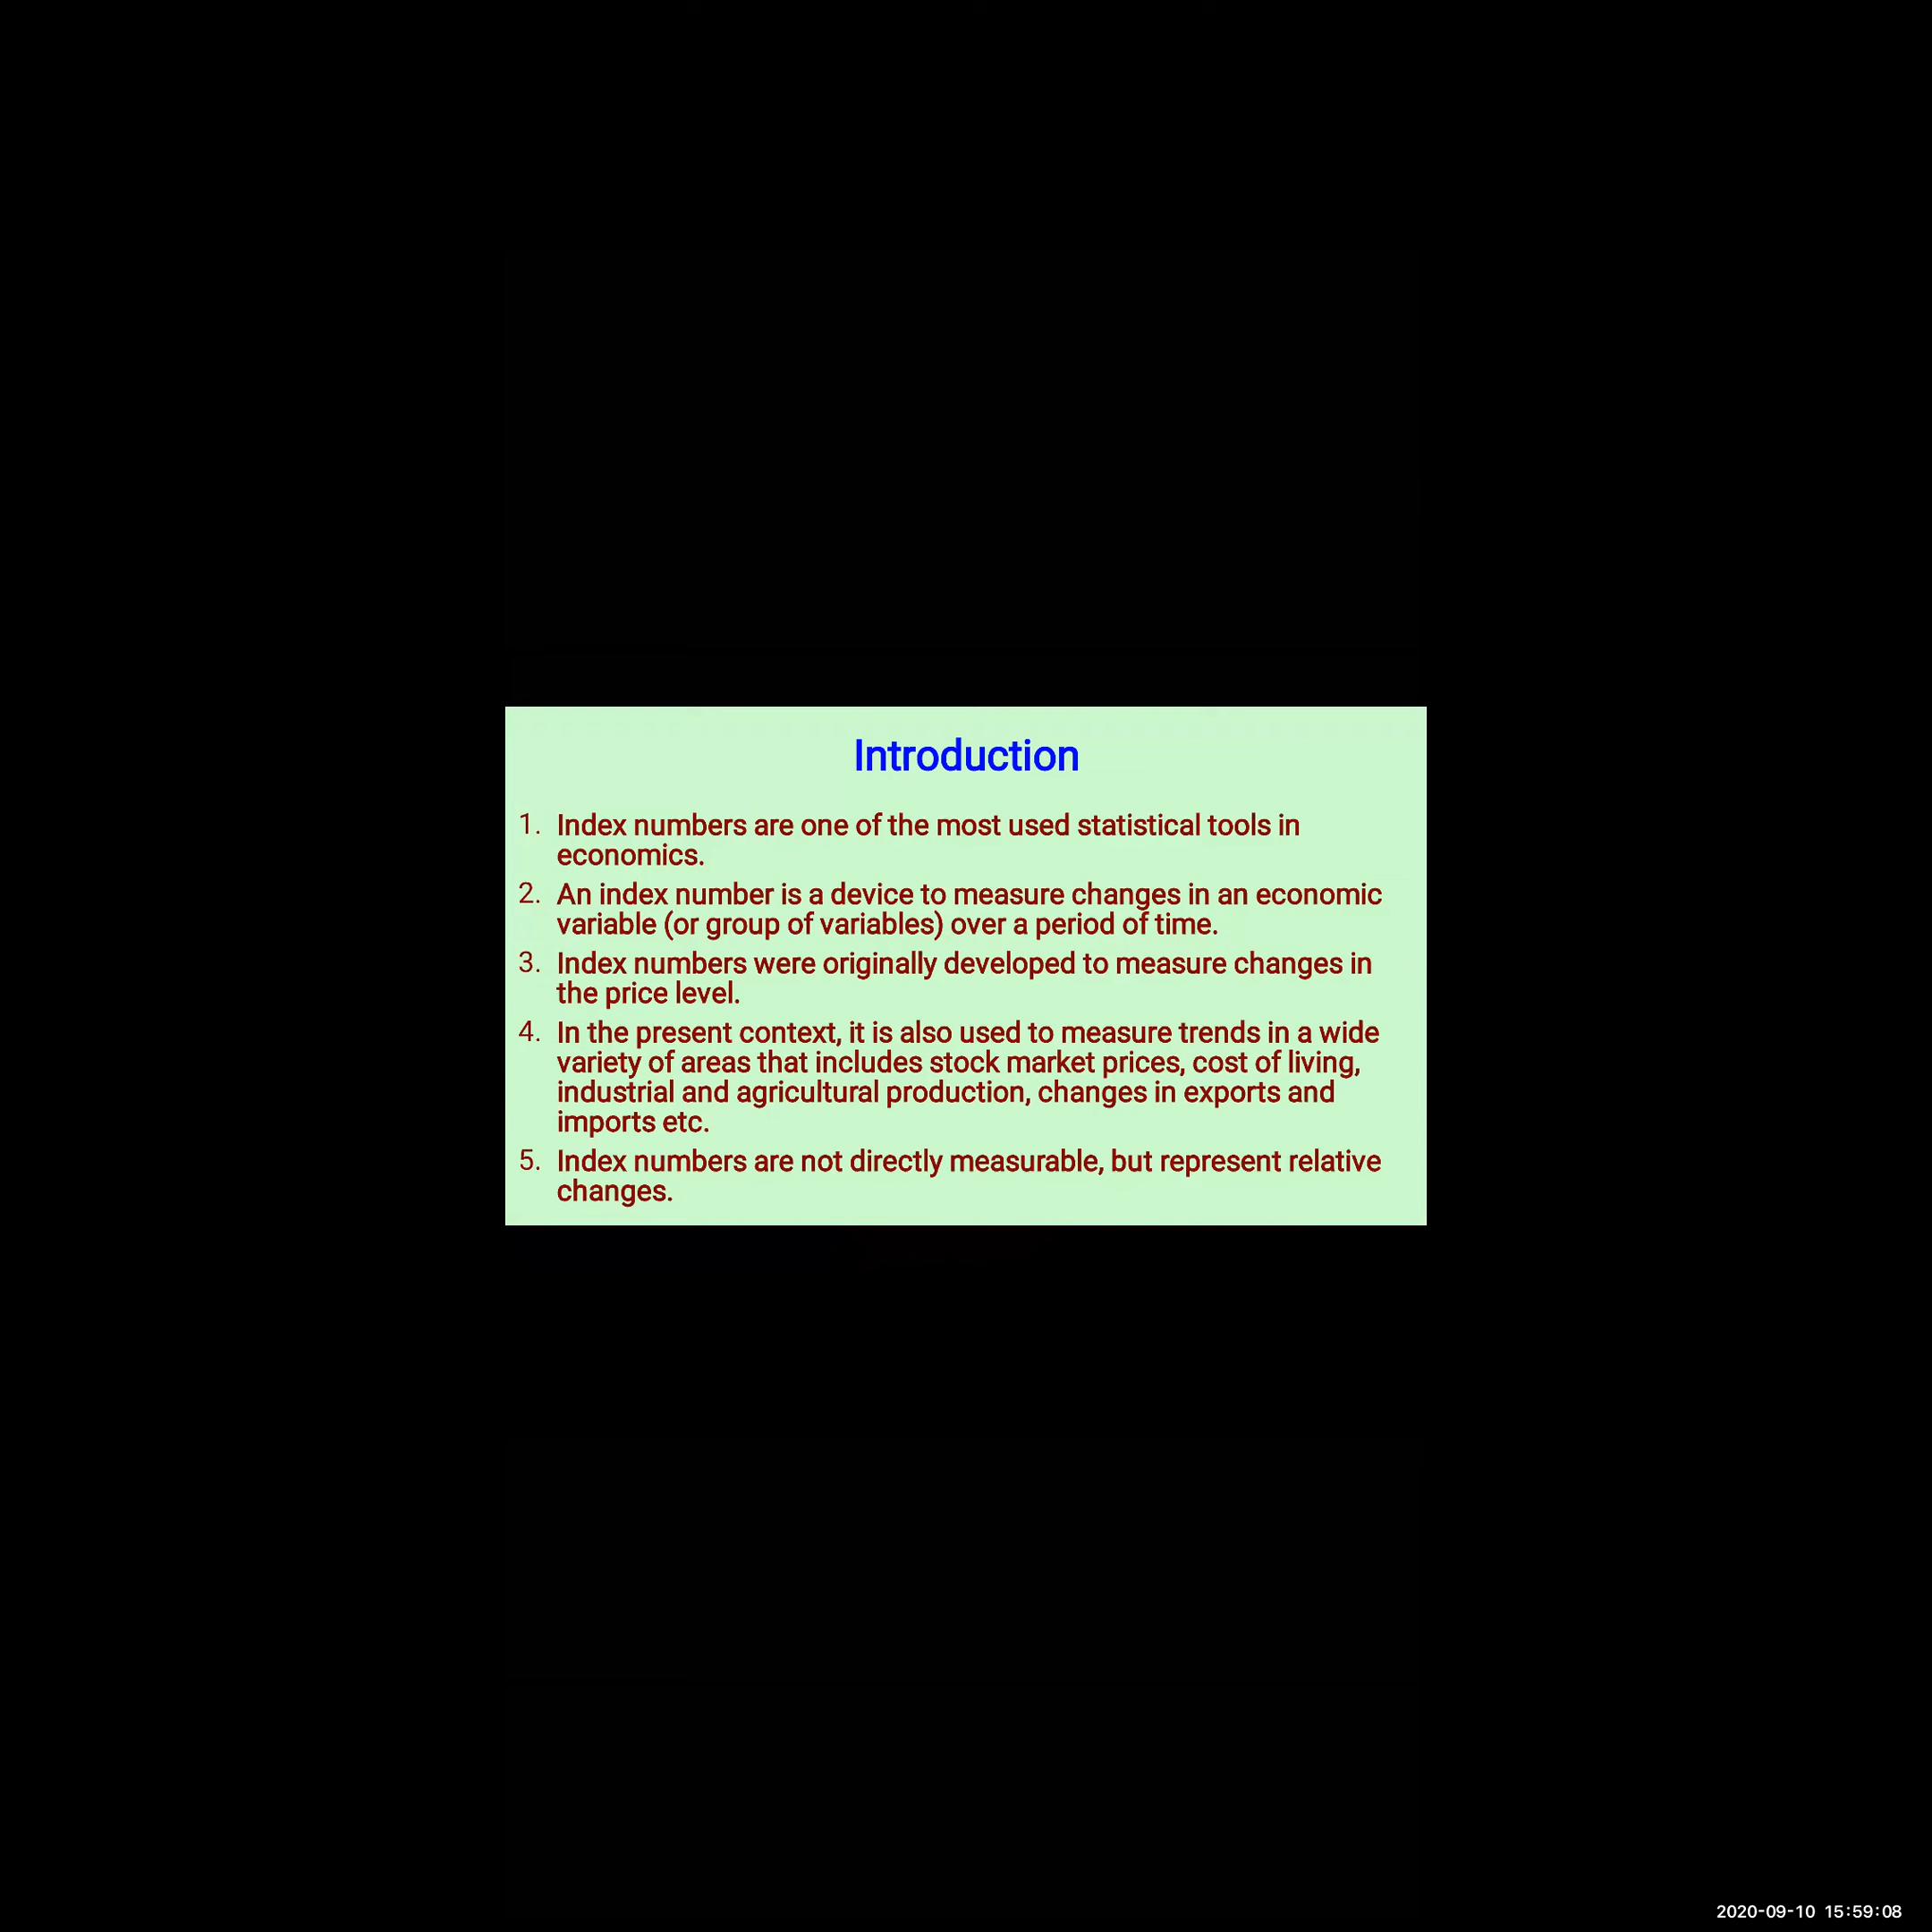 Introduction
1. Index numbers are one of the most used statistical tools in
economics.
2. An index number is a device to measure changes in an economic
variable (or group of variables) over a period of time.
3. Index numbers were originally developed to measure changes in
the price level.
4. In the present context, it is also used to measure trends in a wide
variety of areas that includes stock market prices, cost of living,
industrial and agricultural production, changes in exports and
imports etc.
5. Index numbers are not directly measurable, but represent relative
changes.
2020-09-10 15:59:08